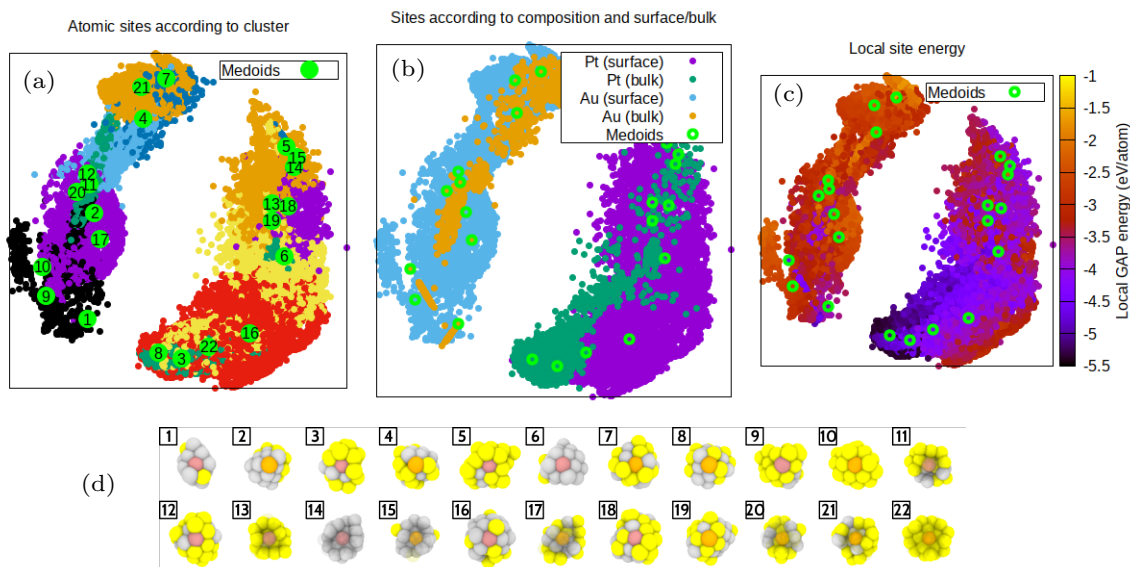 Atomic sites according to cluster
Sites according to composition and surface/bulk
Local site energy
(a)
Medoids
7
21
4
5
15
14
12
11
20
2
13
18
19
17
6
10
9
1
16
22
8
3
(b)
Pt (surface)
Pt (bulk)
Au (surface)
Au (bulk)
Medoids
(c)
Medoids
-1
-1.5
-2
-2.5
-3
-3.5
-4
-4.5
-5
-5.5
Local GAP energy (eV/atom)
(d)
1 2 3 4 5 6 7 8 9 10 11
12 13 14 15 16 17 18 19 20 21 22